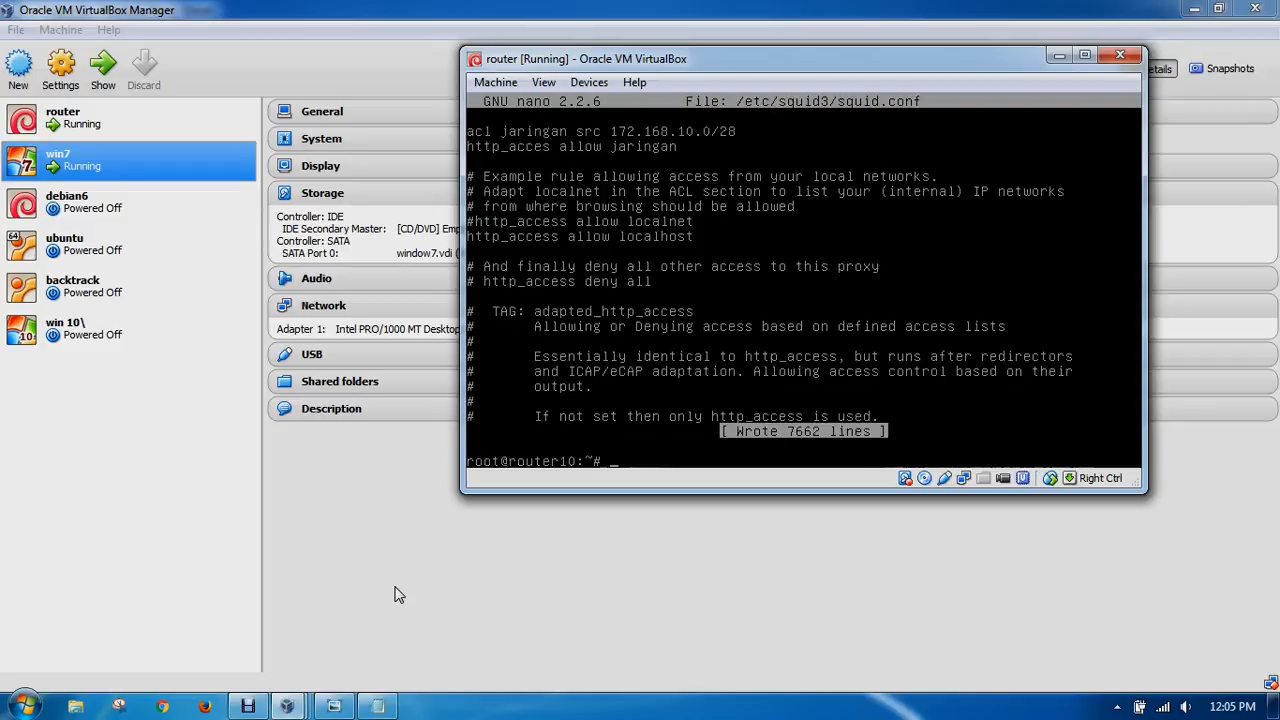 Oracle VM VirtualBox Manager
File Machine Help
New Settings Show Discard
Details Snapshots
router
Running
win7
Running
debian6
Powered Off
64
ubuntu
Powered Off
backtrack
Powered Off
win 10\
Powered Off
General
System
Display
Storage
Controller: IDE
IDE Secondary Master: [CD/DVD] Emp
Controller: SATA
SATA Port 0: window7.vdi (
Audio
Network
Adapter 1: Intel PRO/1000 MT Desktop
USB
Shared folders
Description
router [Running] - Oracle VM VirtualBox
Machine View Devices Help
GNU nano 2.2.6 File: /etc/squid3/squid.conf
acl jaringan src 172.168.10.0/28
http_acces allow jaringan
# Example rule allowing access from your local networks.
# Adapt localnet in the ACL section to list your (internal) IP networks
# from where browsing should be allowed
#http_access allow localnet
http_access allow localhost
# And finally deny all other access to this proxy
# http_access deny all
# TAG: adapted_http_access
# Allowing or Denying access based on defined access lists
#
# Essentially identical to http_access, but runs after redirectors
# and ICAP/eCAP adaptation. Allowing access control based on their
# output.
#
# If not set then only http_access is used.
[ Wrote 7662 lines ]
root@router10:~# _
Right Ctrl
12:05 PM